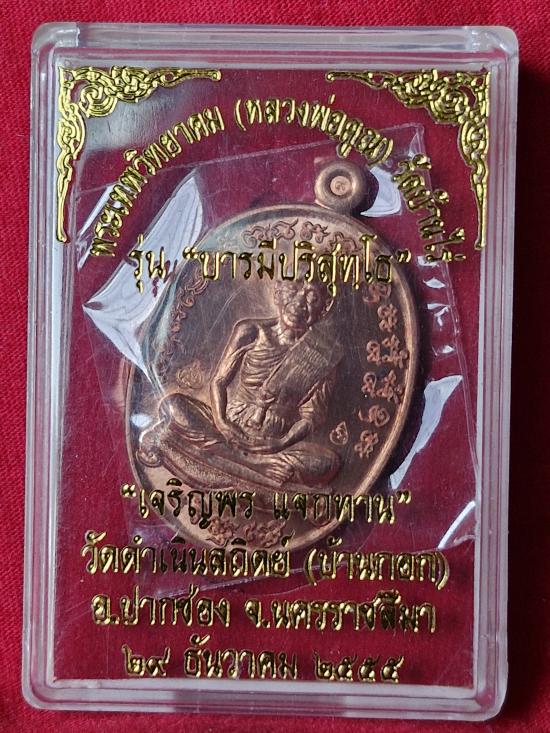 พระเทพวิทยาคม (หลวงพ่อคูณ) วัดบ้านไร่
รุ่น "บารมีปริสุทฺโธ"
"เจริญพร แจกทาน"
วัดดำเนินสถิตย์ (บ้านกอก)
อ.ปากช่อง จ.นครราชสีมา
๒๙ ธันวาคม ๒๕๕๕